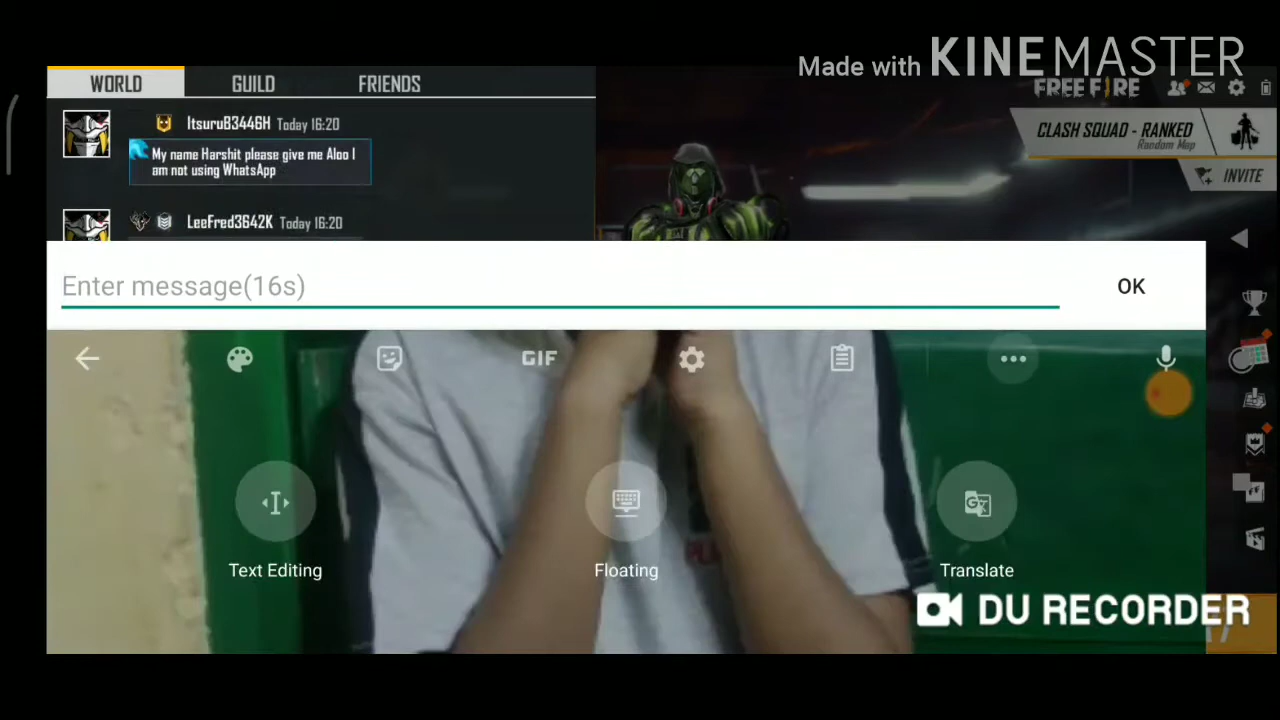 Made with KINEMASTER
WORLD GUILD FRIENDS
FREE FIRE
ItsuruB3446H Today 16:20
My name Harshit please give me Aloo I
am not using WhatsApp
CLASH SQUAD - RANKED
Random Map
INVITE
LeeFred3642K Today 16:20
Enter message(16s)
OK
GIF
Text Editing
Floating
Translate
DU RECORDER